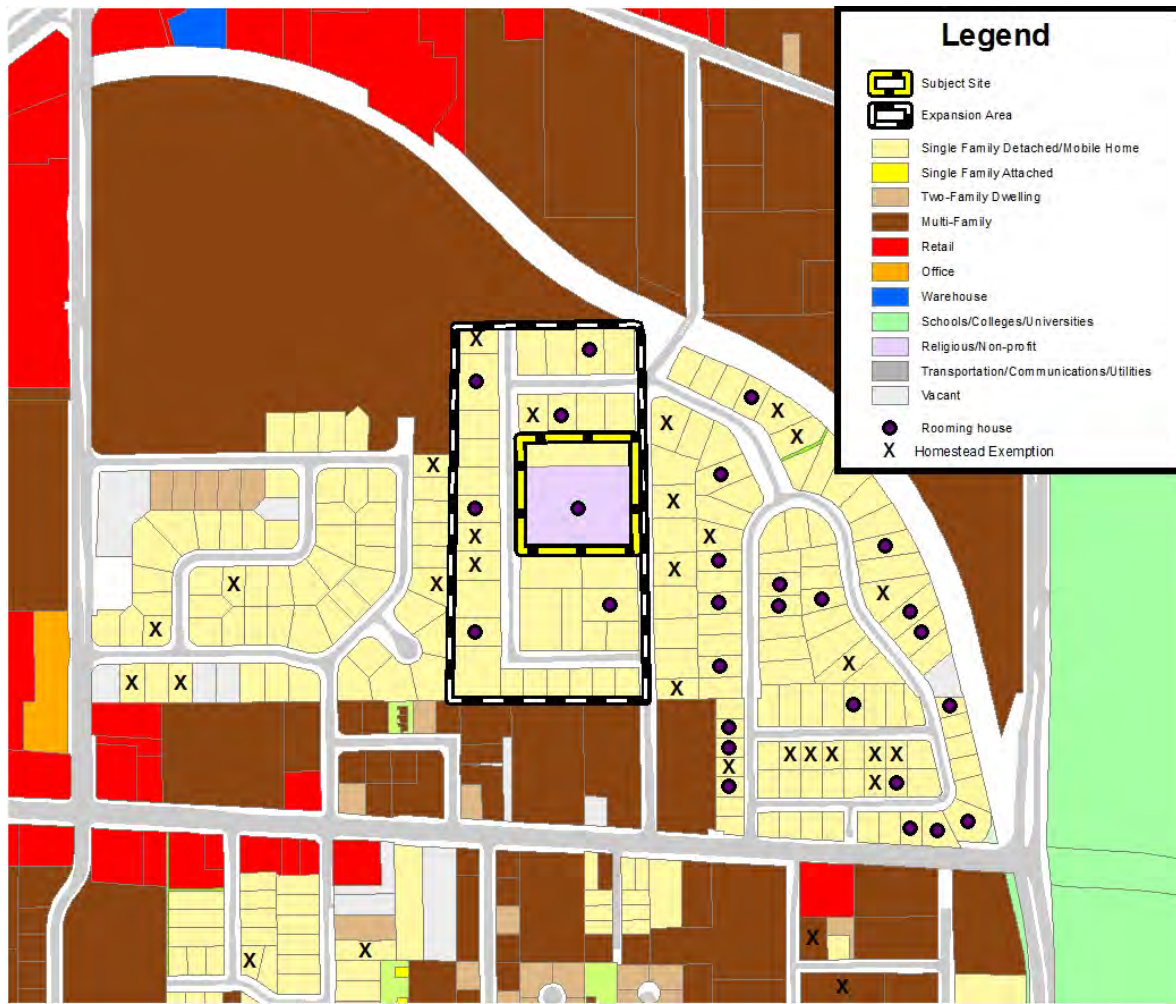 Legend
Subject Site
Expansion Area
Single Family Detached/Mobile Home
Single Family Attached
Two-Family Dwelling
Multi-Family
Retail
Office
Warehouse
Schools/Colleges/Universities
Religious/Non-profit
Transportation/Communications/Utilities
Vacant
Rooming house
X Homestead Exemption
X
X
X X
X
X
X
X
X
X
X
X
X
X
X
X
X
X X
X
X
X X X X X
X
X
X
X
X
X